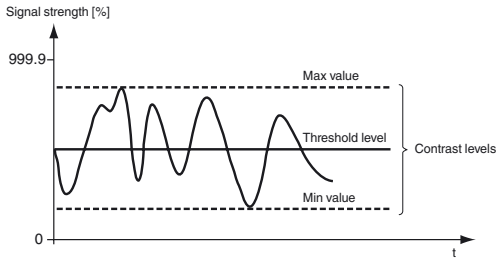 Signal strength [%]
999.9
Max value
Threshold level
Contrast levels
Min value
0
t